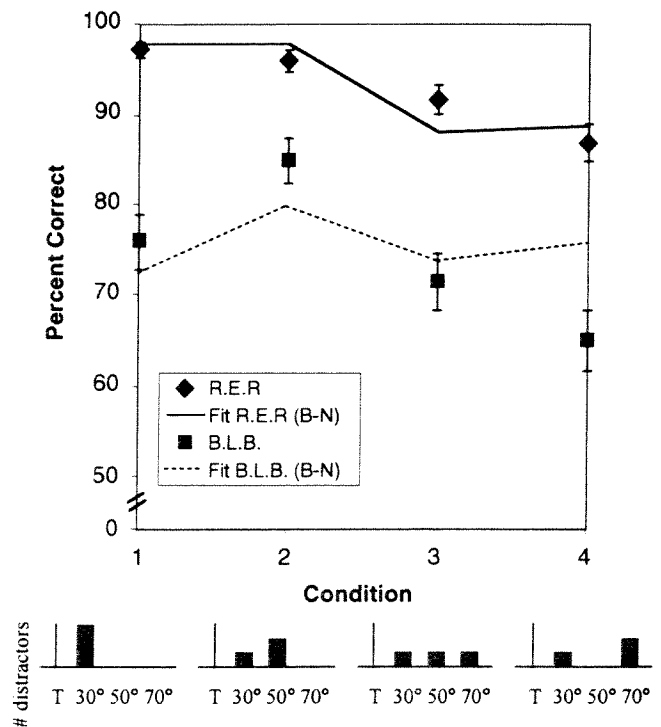 100
90
80
70
60
50
0
Percent Correct
R.E.R
Fit R.E.R (B-N)
B.L.B.
Fit B.L.B. (B-N)
1 2 3 4
Condition
# distractors
T 30° 50° 70° T 30° 50° 70° T 30° 50° 70° T 30° 50° 70°